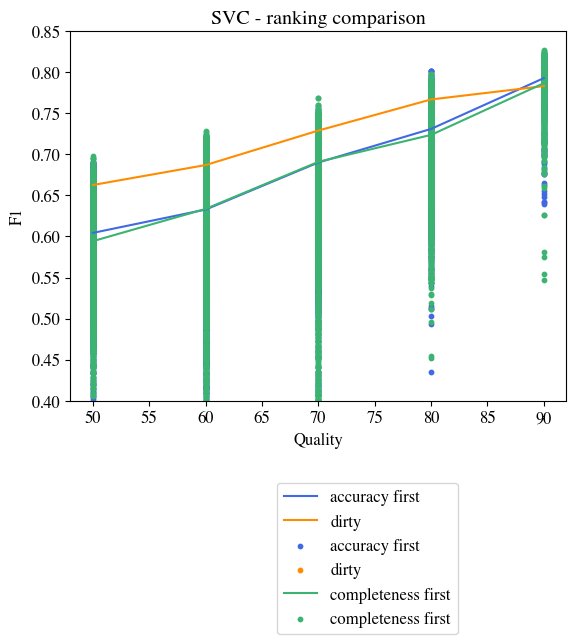 SVC - ranking comparison
0.85
0.80
0.75
0.70
0.65
0.60
0.55
0.50
0.45
0.40
F1
50 55 60 65 70 75 80 85 90
Quality
accuracy first
dirty
accuracy first
dirty
completeness first
completeness first